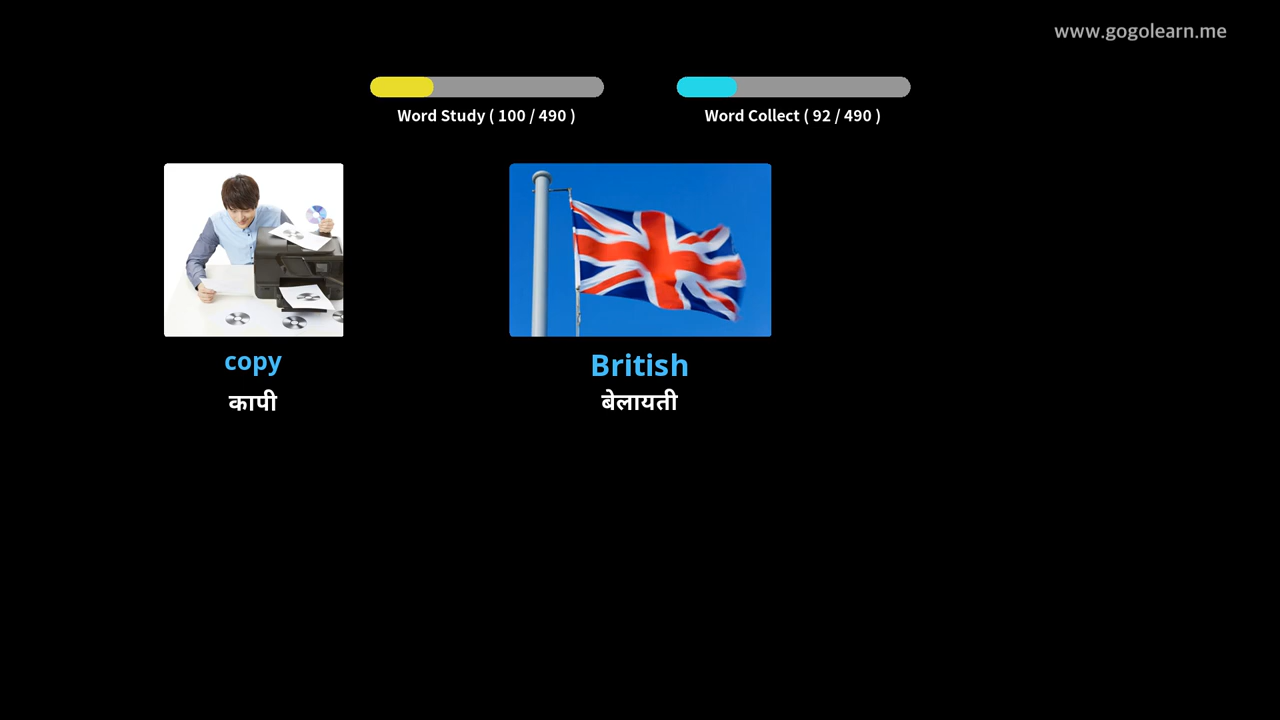 www.gogolearn.me
Word Study ( 100 / 490 )
Word Collect ( 92 / 490 )
copy
कापी
British
बेलायती